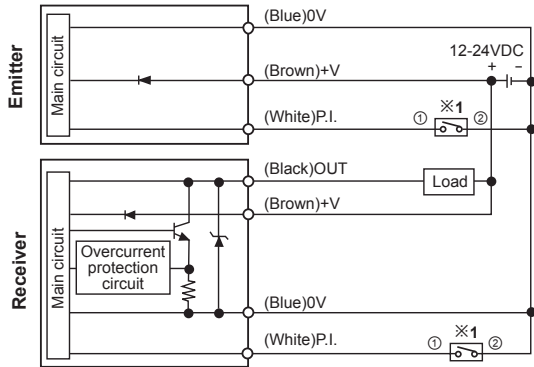 Emitter
Main circuit
(Blue)0V
12-24VDC
+ −
(Brown)+V
※1
(White)P.I.
① ②
Receiver
Main circuit
(Black)OUT
Load
(Brown)+V
Overcurrent
protection
circuit
(Blue)0V
※1
(White)P.I.
① ②